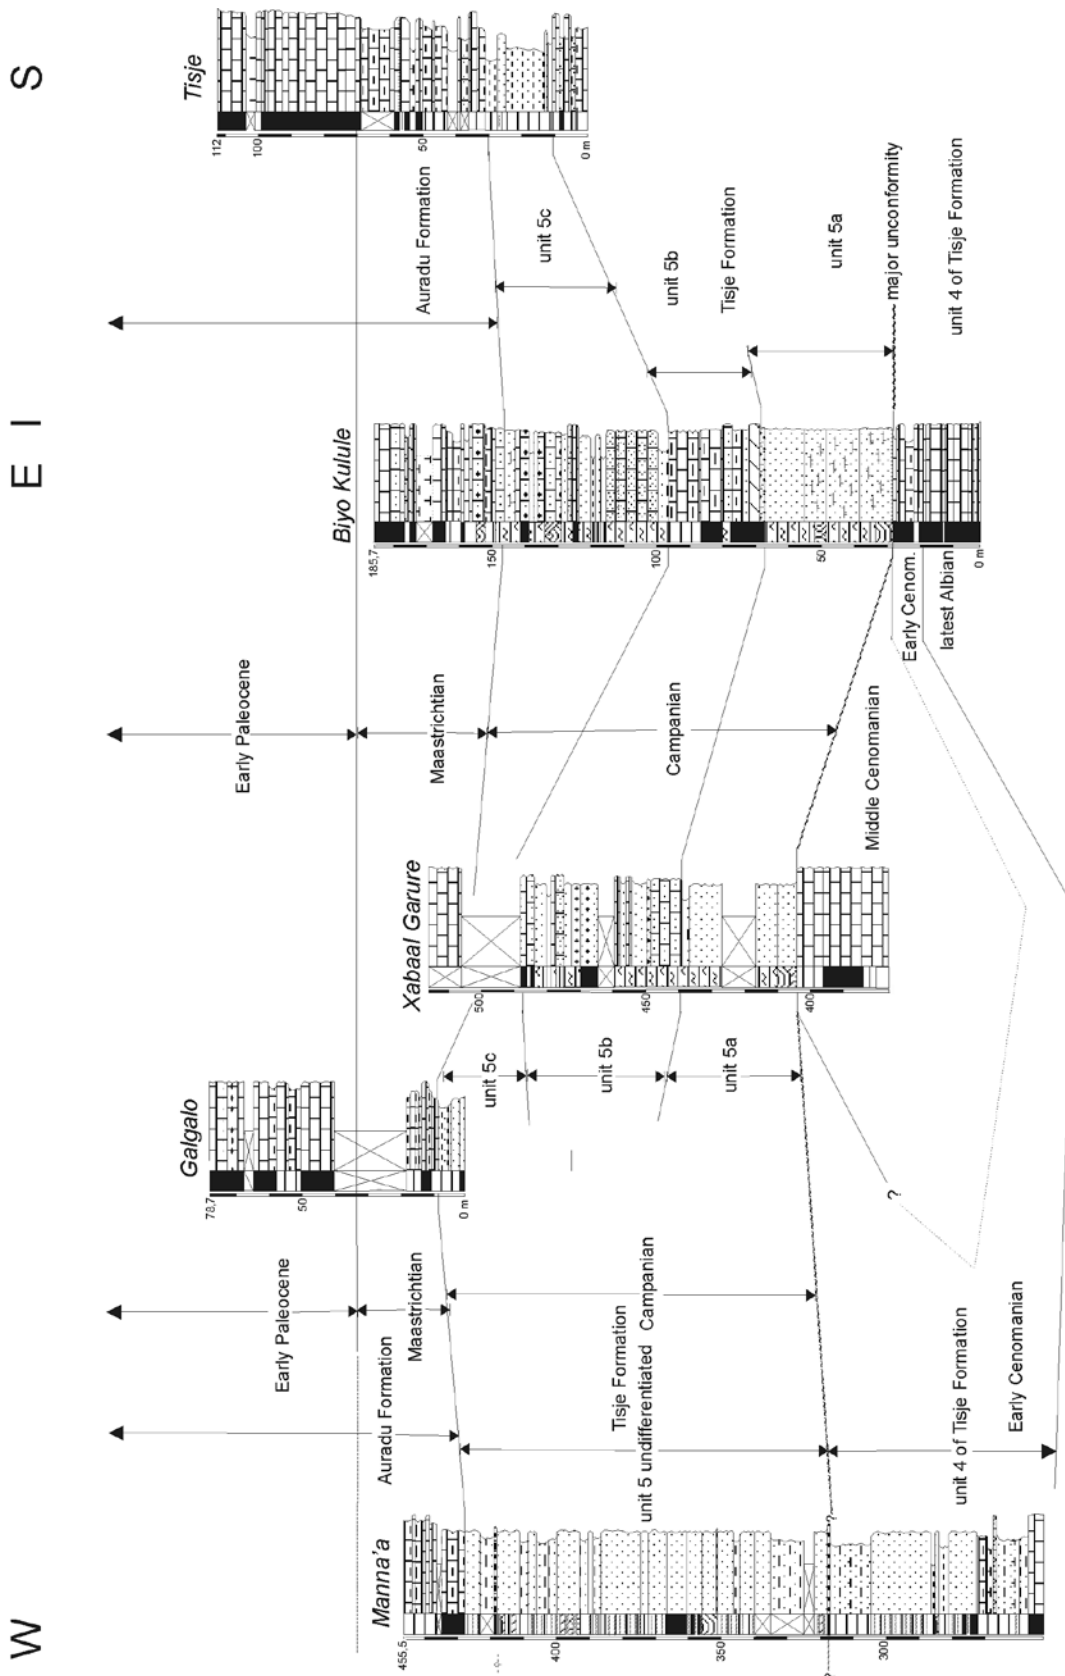 W
E I
S
Manna'a
455,5
400
350
300
Auradu Formation
Tisje Formation
unit 5 undifferentiated
unit 4 of Tisje Formation
?
?
Early Paleocene
Maastrichtian
Campanian
Early Cenomanian
Galgalo
78,7
50
0 m
unit 5c
unit 5b
unit 5a
?
Xabaal Garure
500
450
400
Early Paleocene
Maastrichtian
Campanian
Middle Cenomanian
Early Cenom.
latest Albian
Biyo Kulule
185,7
150
100
50
0 m
Auradu Formation
unit 5c
unit 5b
Tisje Formation
unit 5a
major unconformity
unit 4 of Tisje Formation
Tisje
112
100
50
0 m